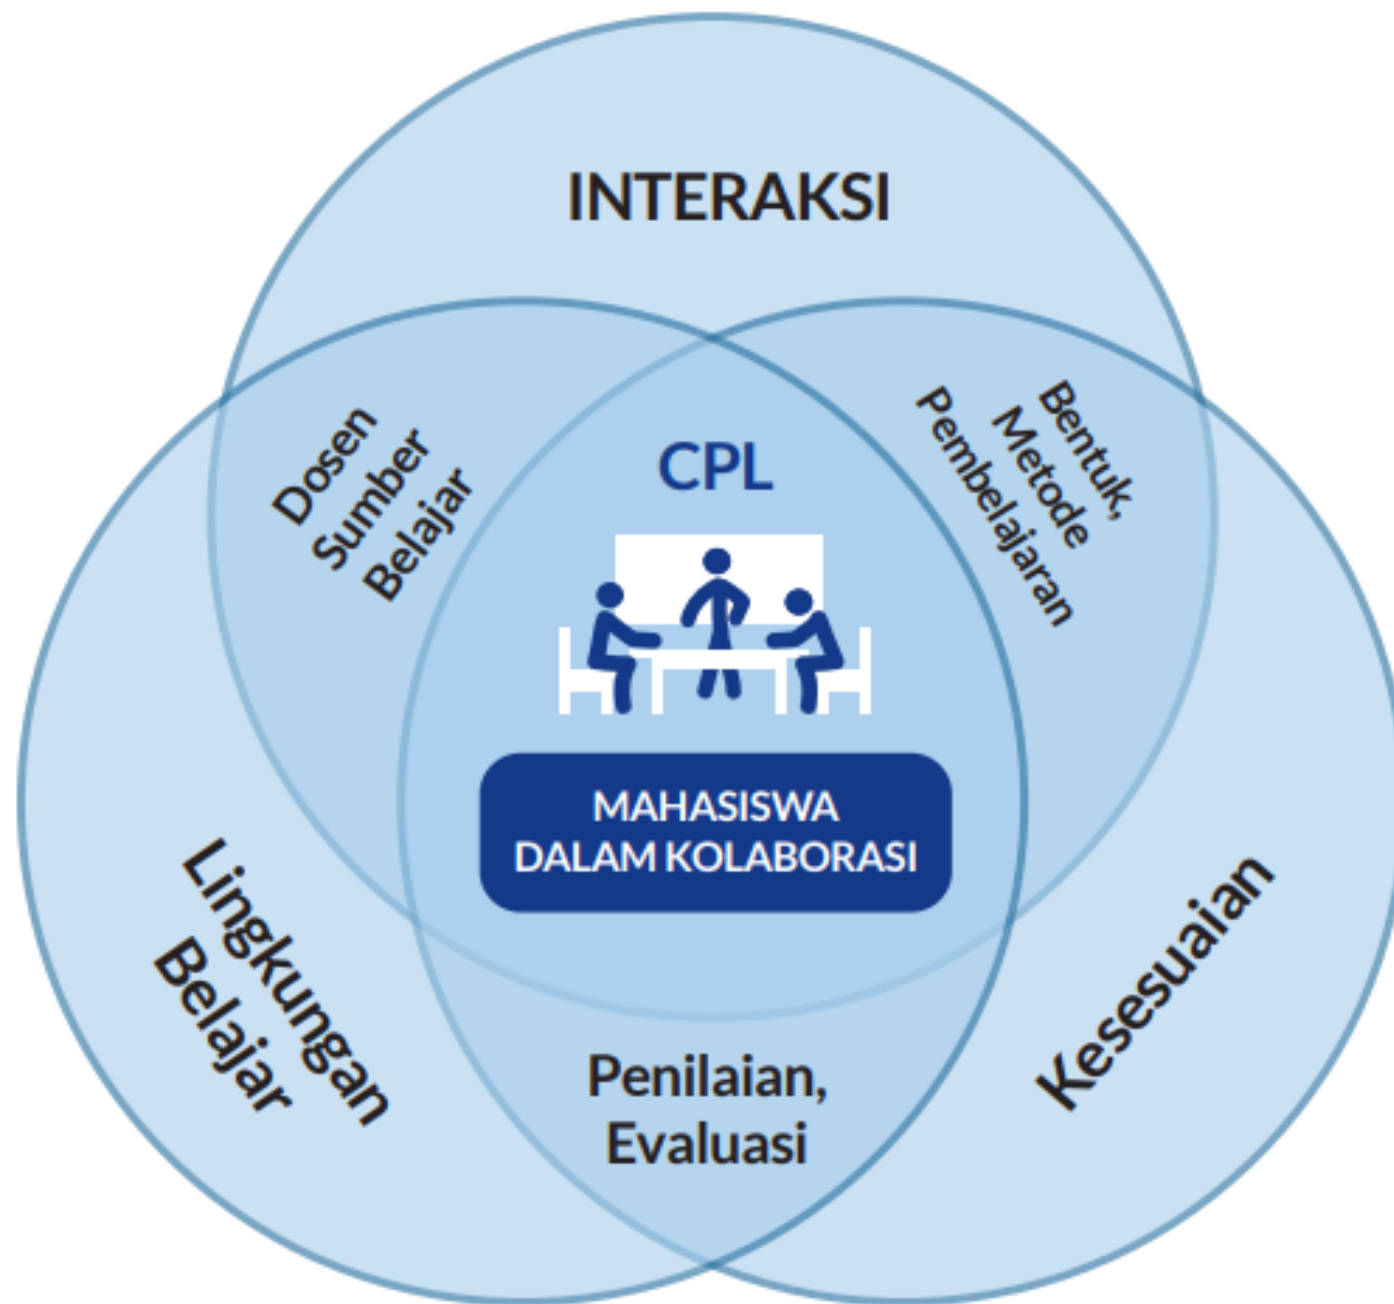 INTERAKSI
Dosen
Sumber
Belajar
CPL
Bentuk,
Metode
Pembelajaran
MAHASISWA
DALAM KOLABORASI
Lingkungan
Belajar
Kesesuaian
Penilaian,
Evaluasi